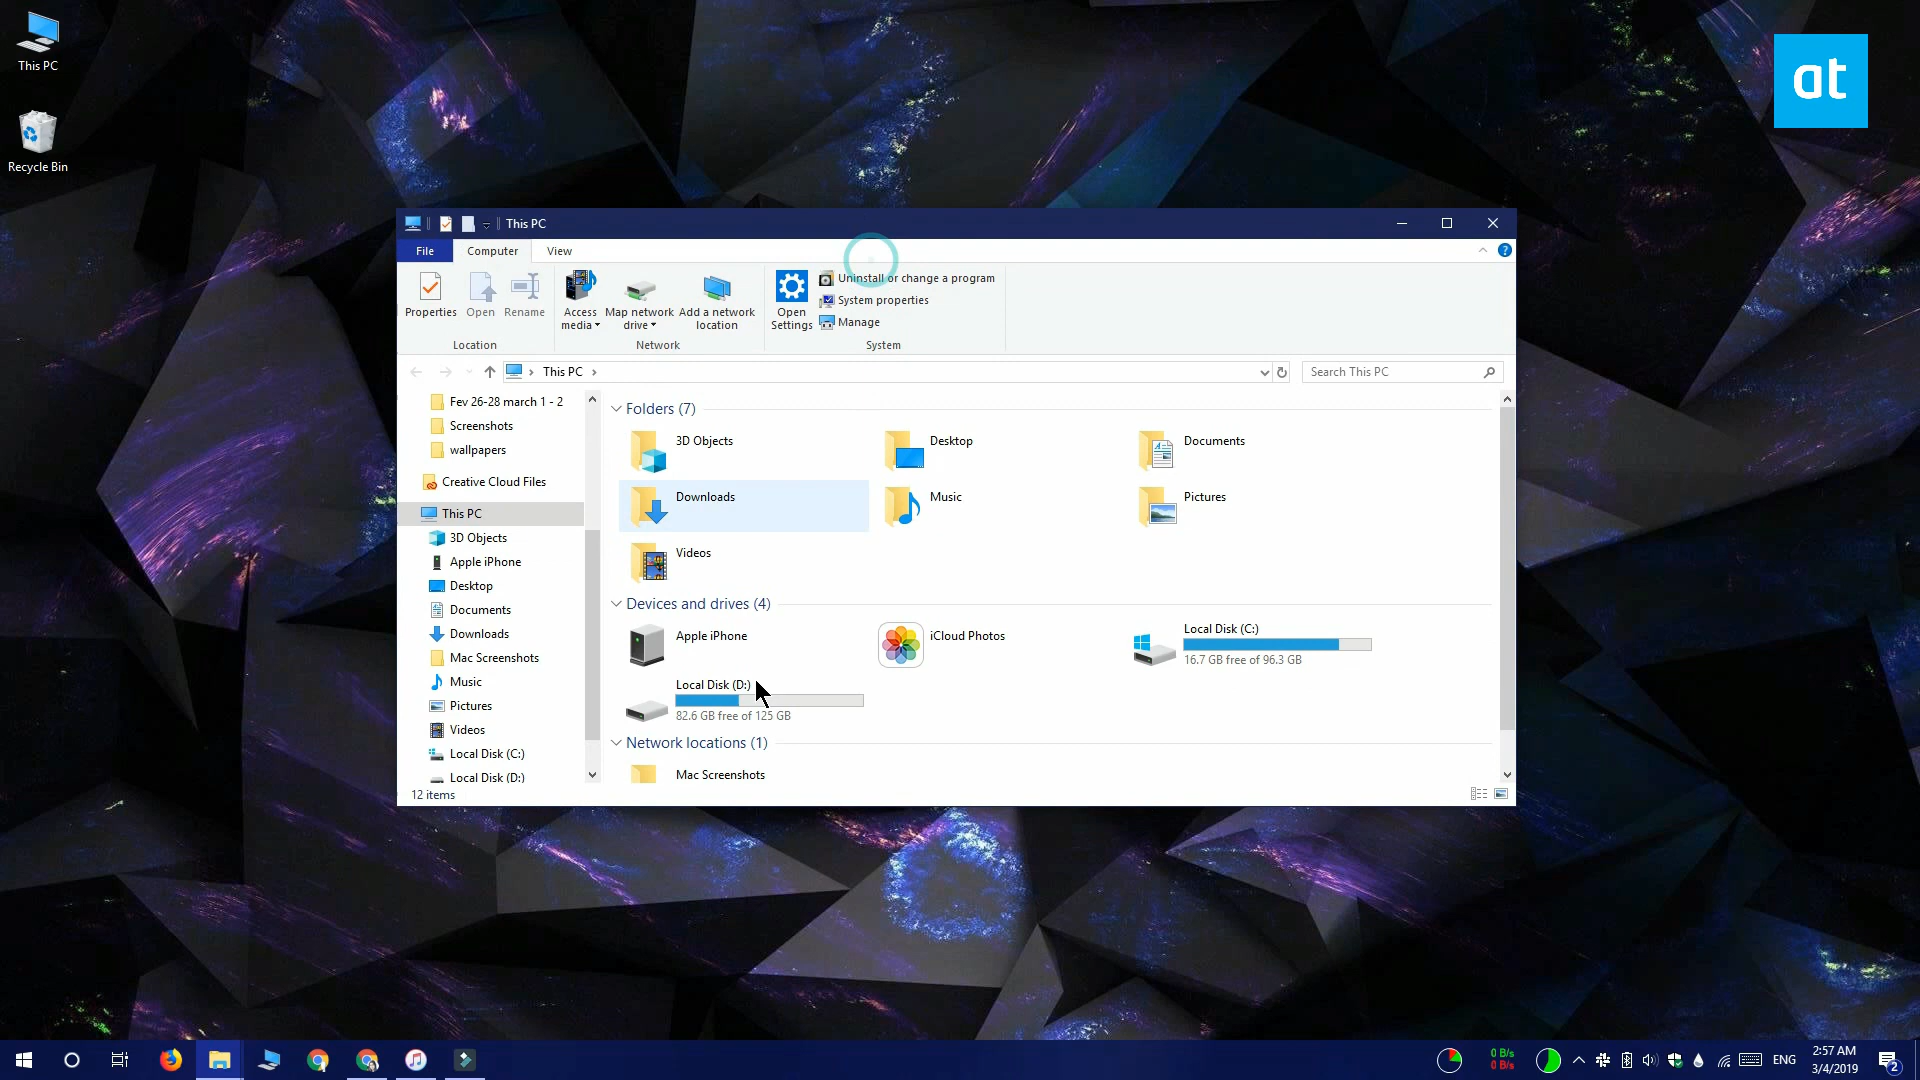 This PC
Recycle Bin
at
This PC
File
Computer
View
Properties
Open
Rename
Location
Access
media
Map network
drive
Add a network
location
Network
Open
Settings
Uninstall or change a program
System properties
Manage
System
This PC
Search This PC
Fev 26-28 march 1 - 2
Screenshots
wallpapers
Creative Cloud Files
This PC
3D Objects
Apple iPhone
Desktop
Documents
Downloads
Mac Screenshots
Music
Pictures
Videos
Local Disk (C:)
Local Disk (D:)
Folders (7)
3D Objects
Desktop
Documents
Downloads
Music
Pictures
Videos
Devices and drives (4)
Apple iPhone
iCloud Photos
Local Disk (C:)
16.7 GB free of 96.3 GB
Local Disk (D:)
82.6 GB free of 125 GB
Network locations (1)
Mac Screenshots
12 items
0 B/s
0 B/s
ENG
2:57 AM
3/4/2019
2